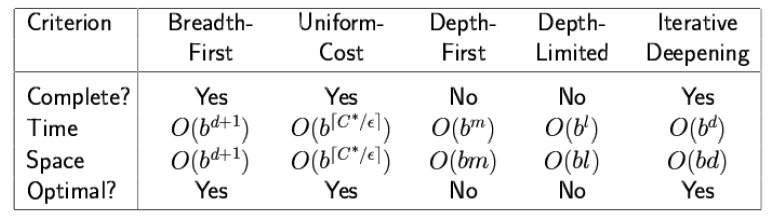 Criterion Breadth- Uniform- Depth- Depth- Iterative
First Cost First Limited Deepening
Complete? Yes Yes No No Yes
Time O(b^{d+1}) O(b^{⌈C*/ϵ⌉}) O(b^m) O(b^l) O(b^d)
Space O(b^{d+1}) O(b^{⌈C*/ϵ⌉}) O(bm) O(bl) O(bd)
Optimal? Yes Yes No No Yes